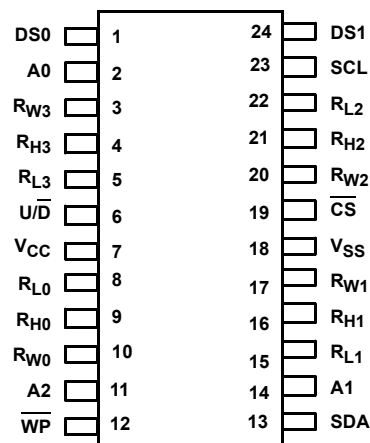 DS0 1 24 DS1
A0 2 23 SCL
RW3 3 22 RL2
RH3 4 21 RH2
RL3 5 20 RW2
U/D̅ 6 19 C̅S̅
VCC 7 18 VSS
RL0 8 17 RW1
RH0 9 16 RH1
RW0 10 15 RL1
A2 11 14 A1
W̅P̅ 12 13 SDA